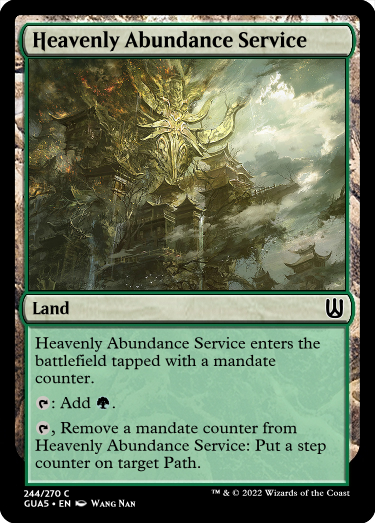 Heavenly Abundance Service
Land
Heavenly Abundance Service enters the
battlefield tapped with a mandate
counter.
: Add .
, Remove a mandate counter from
Heavenly Abundance Service: Put a step
counter on target Path.
244/270 C
GUA5 • EN Wang Nan
™ & © 2022 Wizards of the Coast